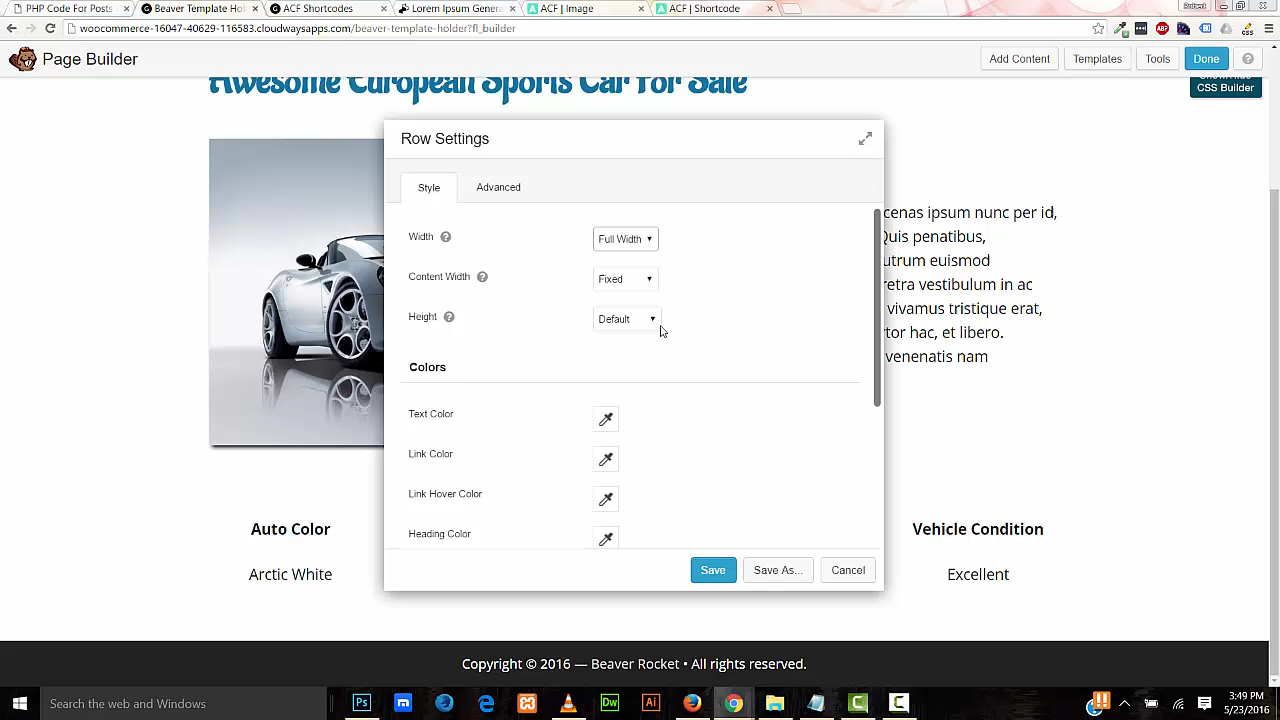 PHP Code For Posts
Beaver Template Hol
ACF Shortcodes
Lorem Ipsum Genera
ACF | Image
ACF | Shortcode
Robert
woocommerce-16047-40629-116583.cloudwaysapps.com/beaver-template-holder?fl_builder
Page Builder
Add Content
Templates
Tools
Done
?
Awesome European Sports Car For Sale
CSS Builder
Row Settings
Style
Advanced
Width ?
Full Width
Content Width ?
Fixed
Height ?
Default
Colors
Text Color
Link Color
Link Hover Color
Heading Color
Save
Save As...
Cancel
cenas ipsum nunc per id,
Quis penatibus,
utrum euismod
retra vestibulum in ac
vivamus tristique erat,
tor hac, et libero.
venenatis nam
Auto Color
Arctic White
Vehicle Condition
Excellent
Copyright © 2016 — Beaver Rocket • All rights reserved.
Search the web and Windows
3:49 PM
5/23/2016